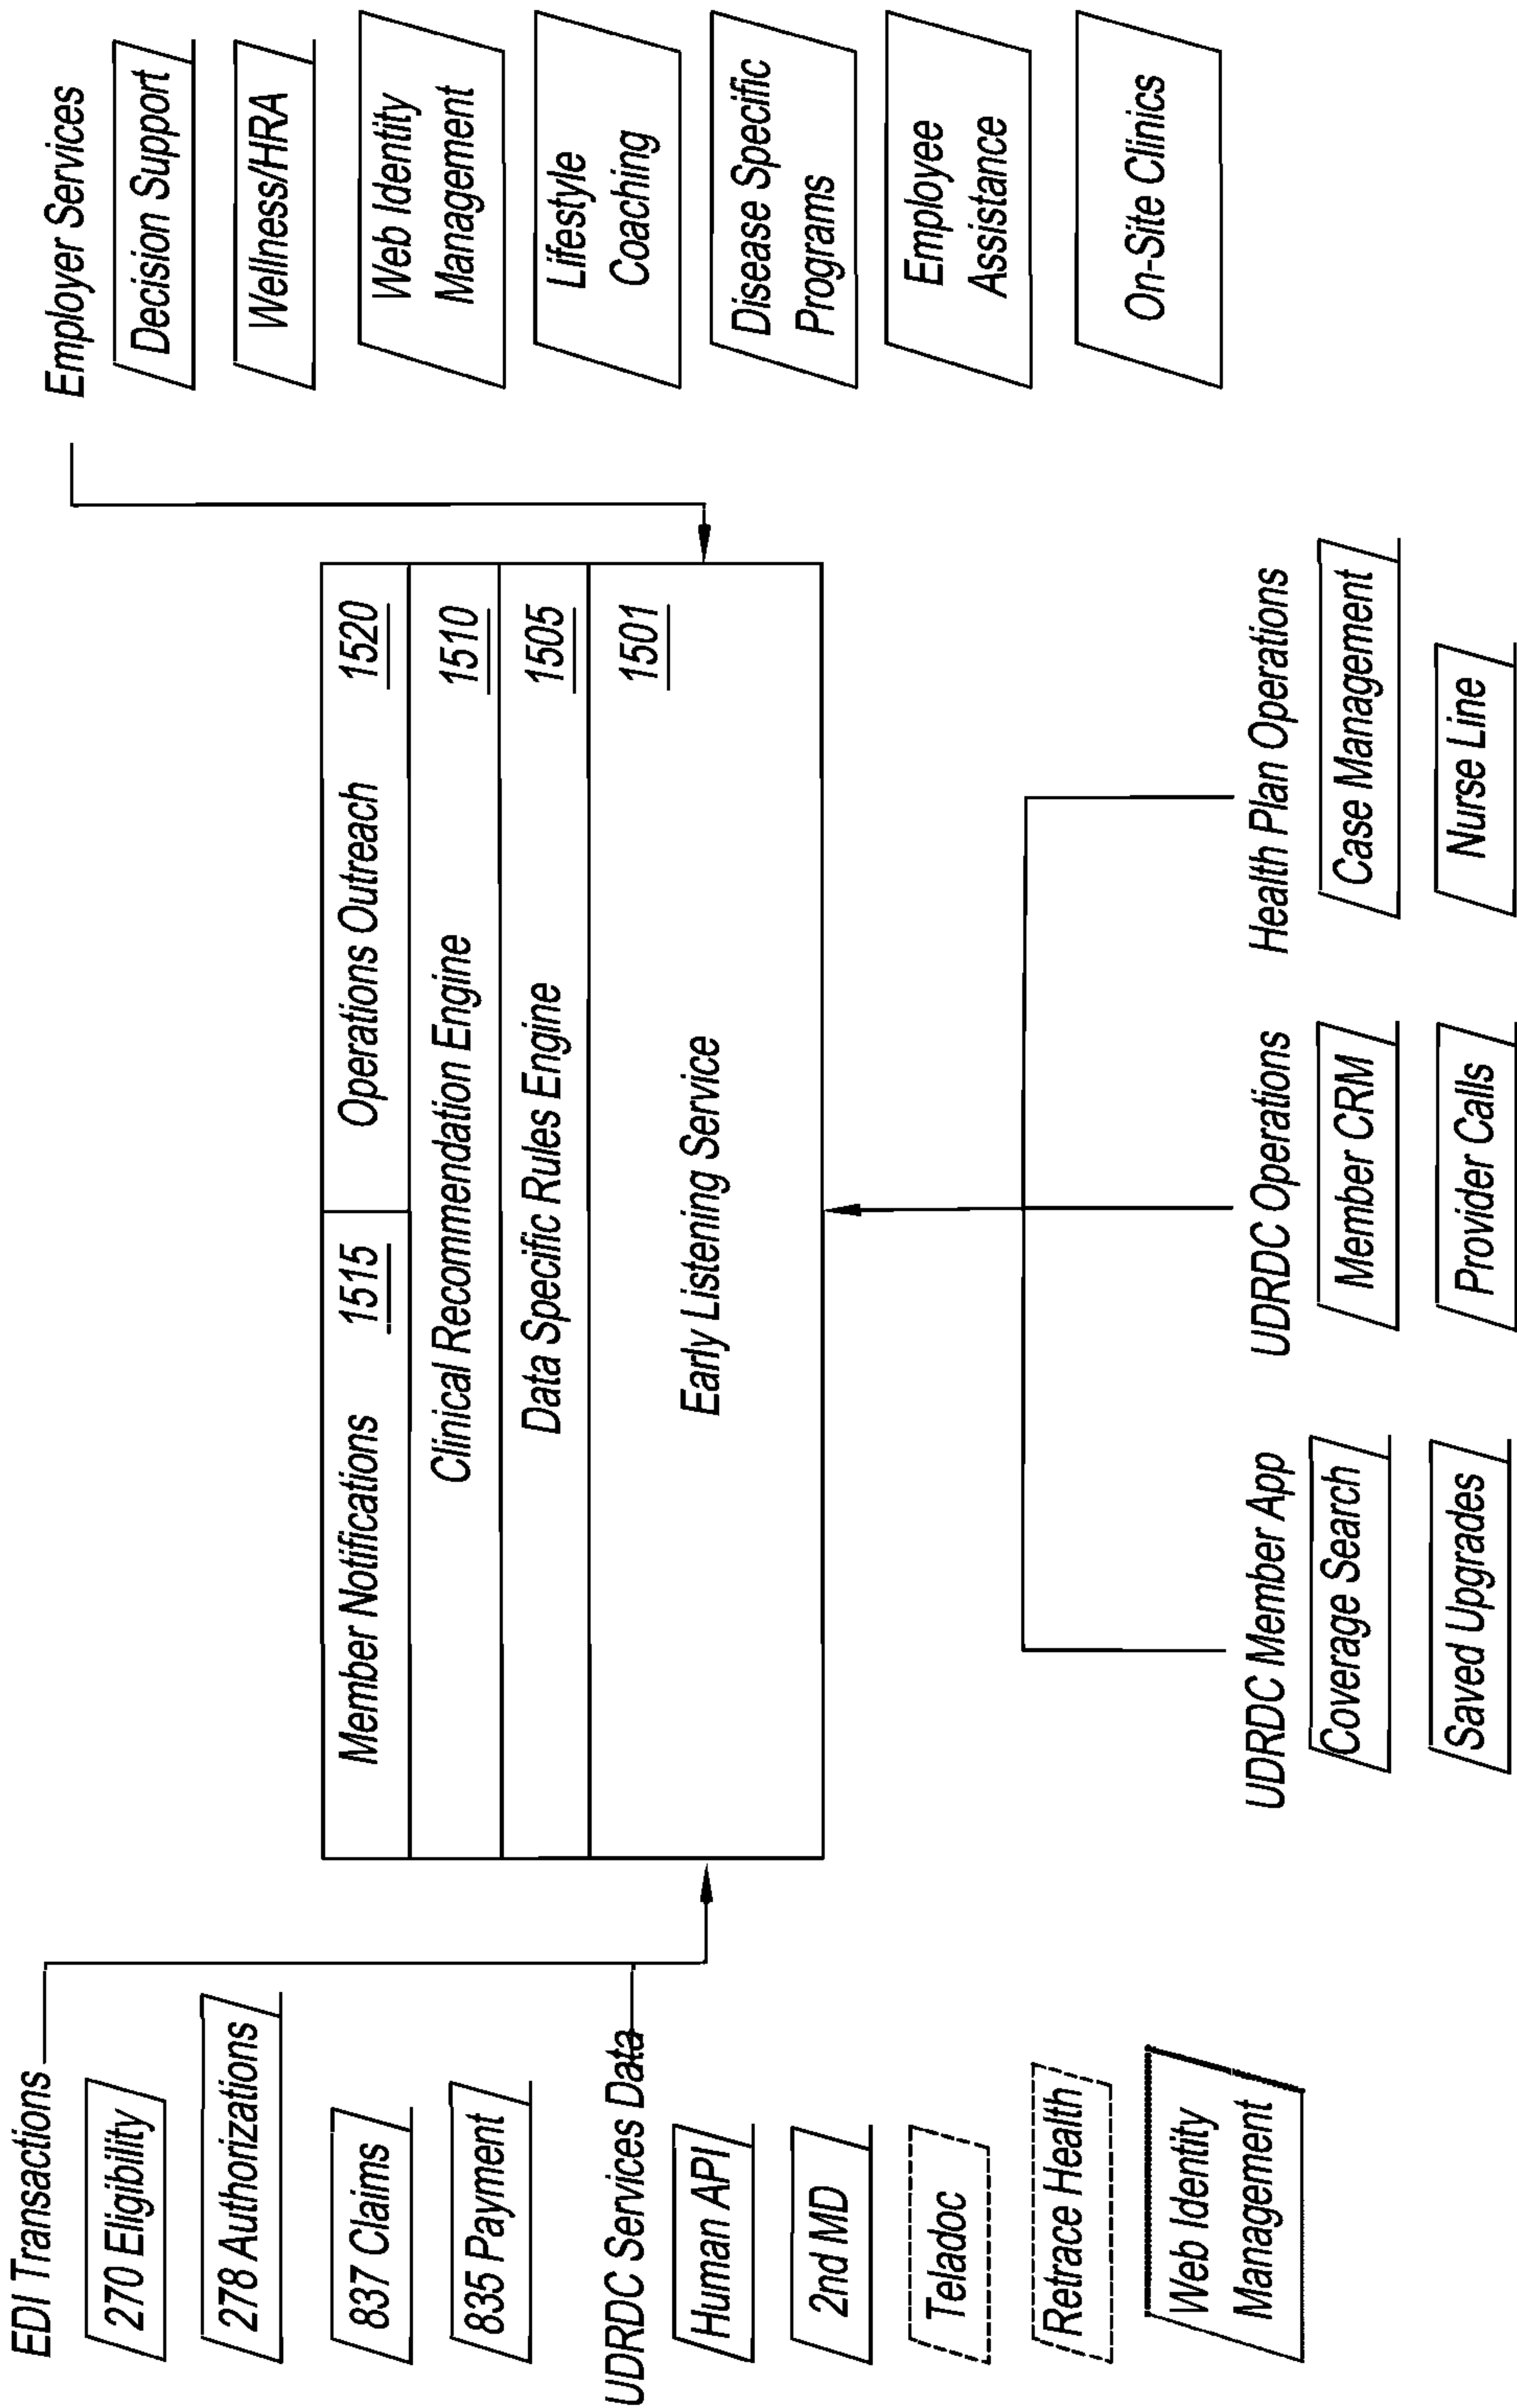 EDI Transactions
270 Eligibility
278 Authorizations
837 Claims
835 Payment
UDRDC Services Data
Human API
2nd MD
Teladoc
Retrace Health
Web Identity
Management
Member Notifications 1515
Operations Outreach 1520
Clinical Recommendation Engine 1510
Data Specific Rules Engine 1505
Early Listening Service 1501
UDRDC Member App
Coverage Search
Saved Upgrades
UDRDC Operations
Member CRM
Provider Calls
Health Plan Operations
Case Management
Nurse Line
Employer Services
Decision Support
Wellness/HRA
Web Identity
Management
Lifestyle
Coaching
Disease Specific
Programs
Employee
Assistance
On-Site Clinics